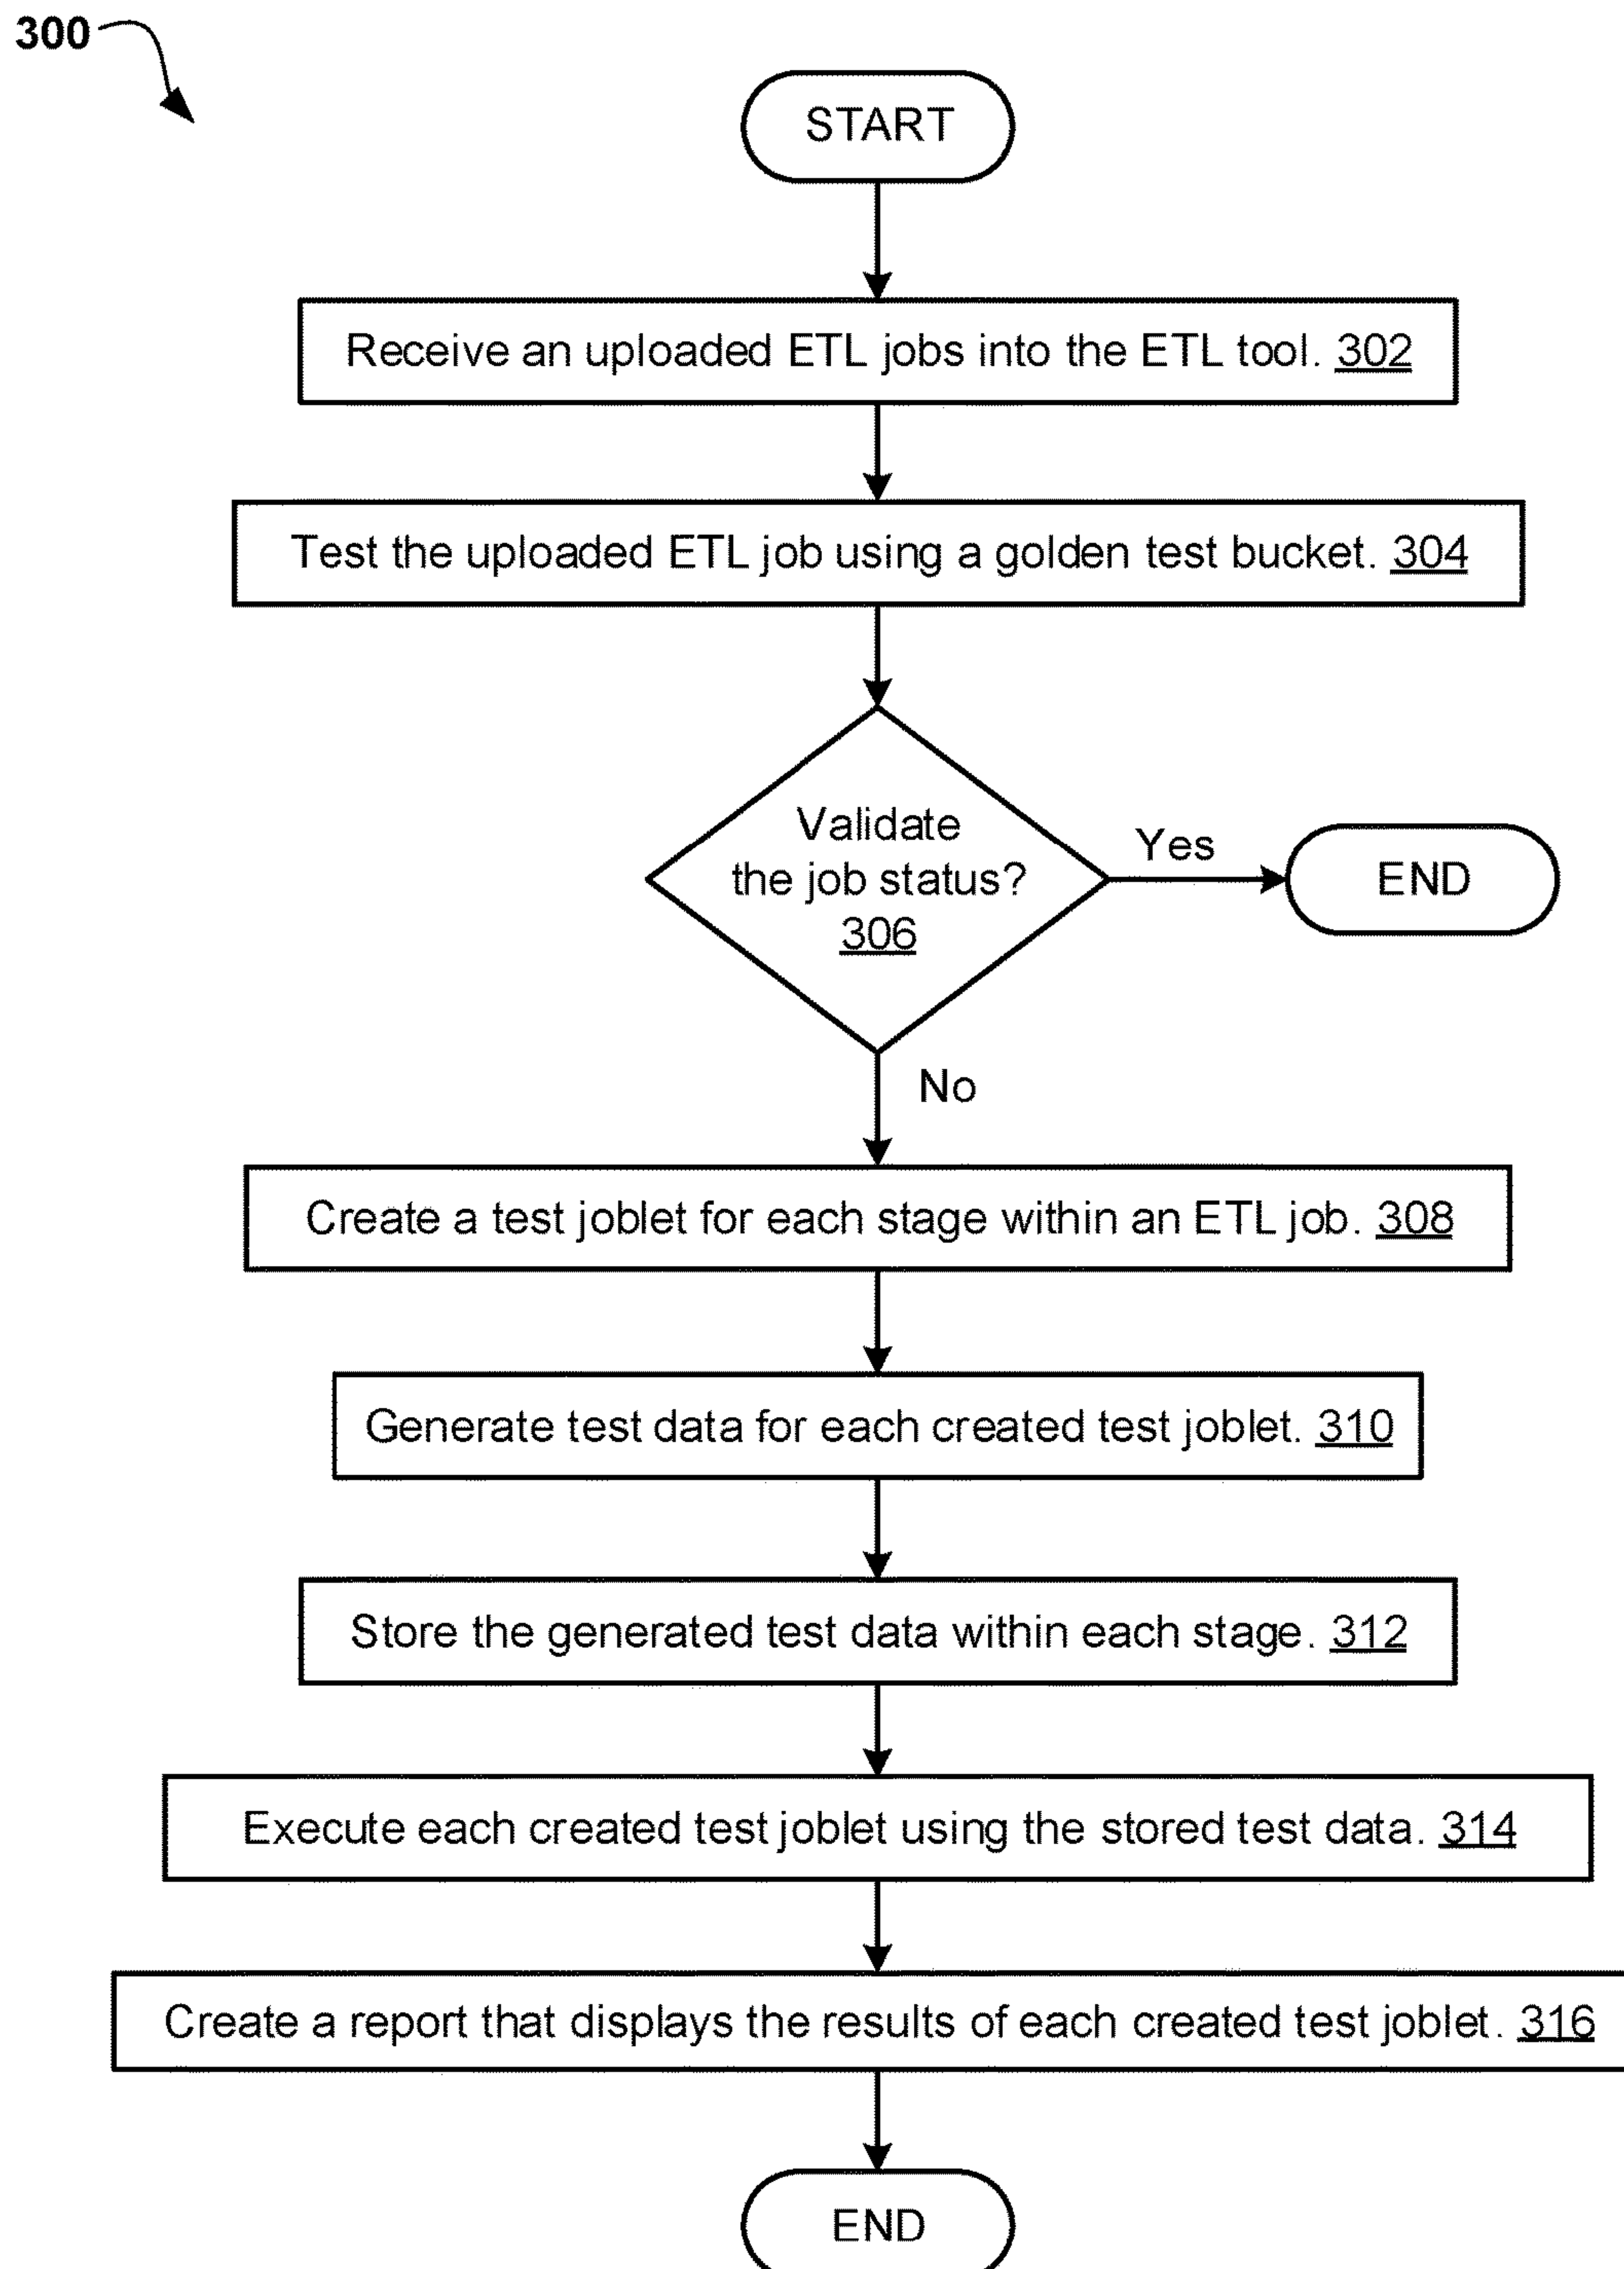 300
START
Receive an uploaded ETL jobs into the ETL tool. 302
Test the uploaded ETL job using a golden test bucket. 304
Validate
the job status?
306
Yes
END
No
Create a test joblet for each stage within an ETL job. 308
Generate test data for each created test joblet. 310
Store the generated test data within each stage. 312
Execute each created test joblet using the stored test data. 314
Create a report that displays the results of each created test joblet. 316
END